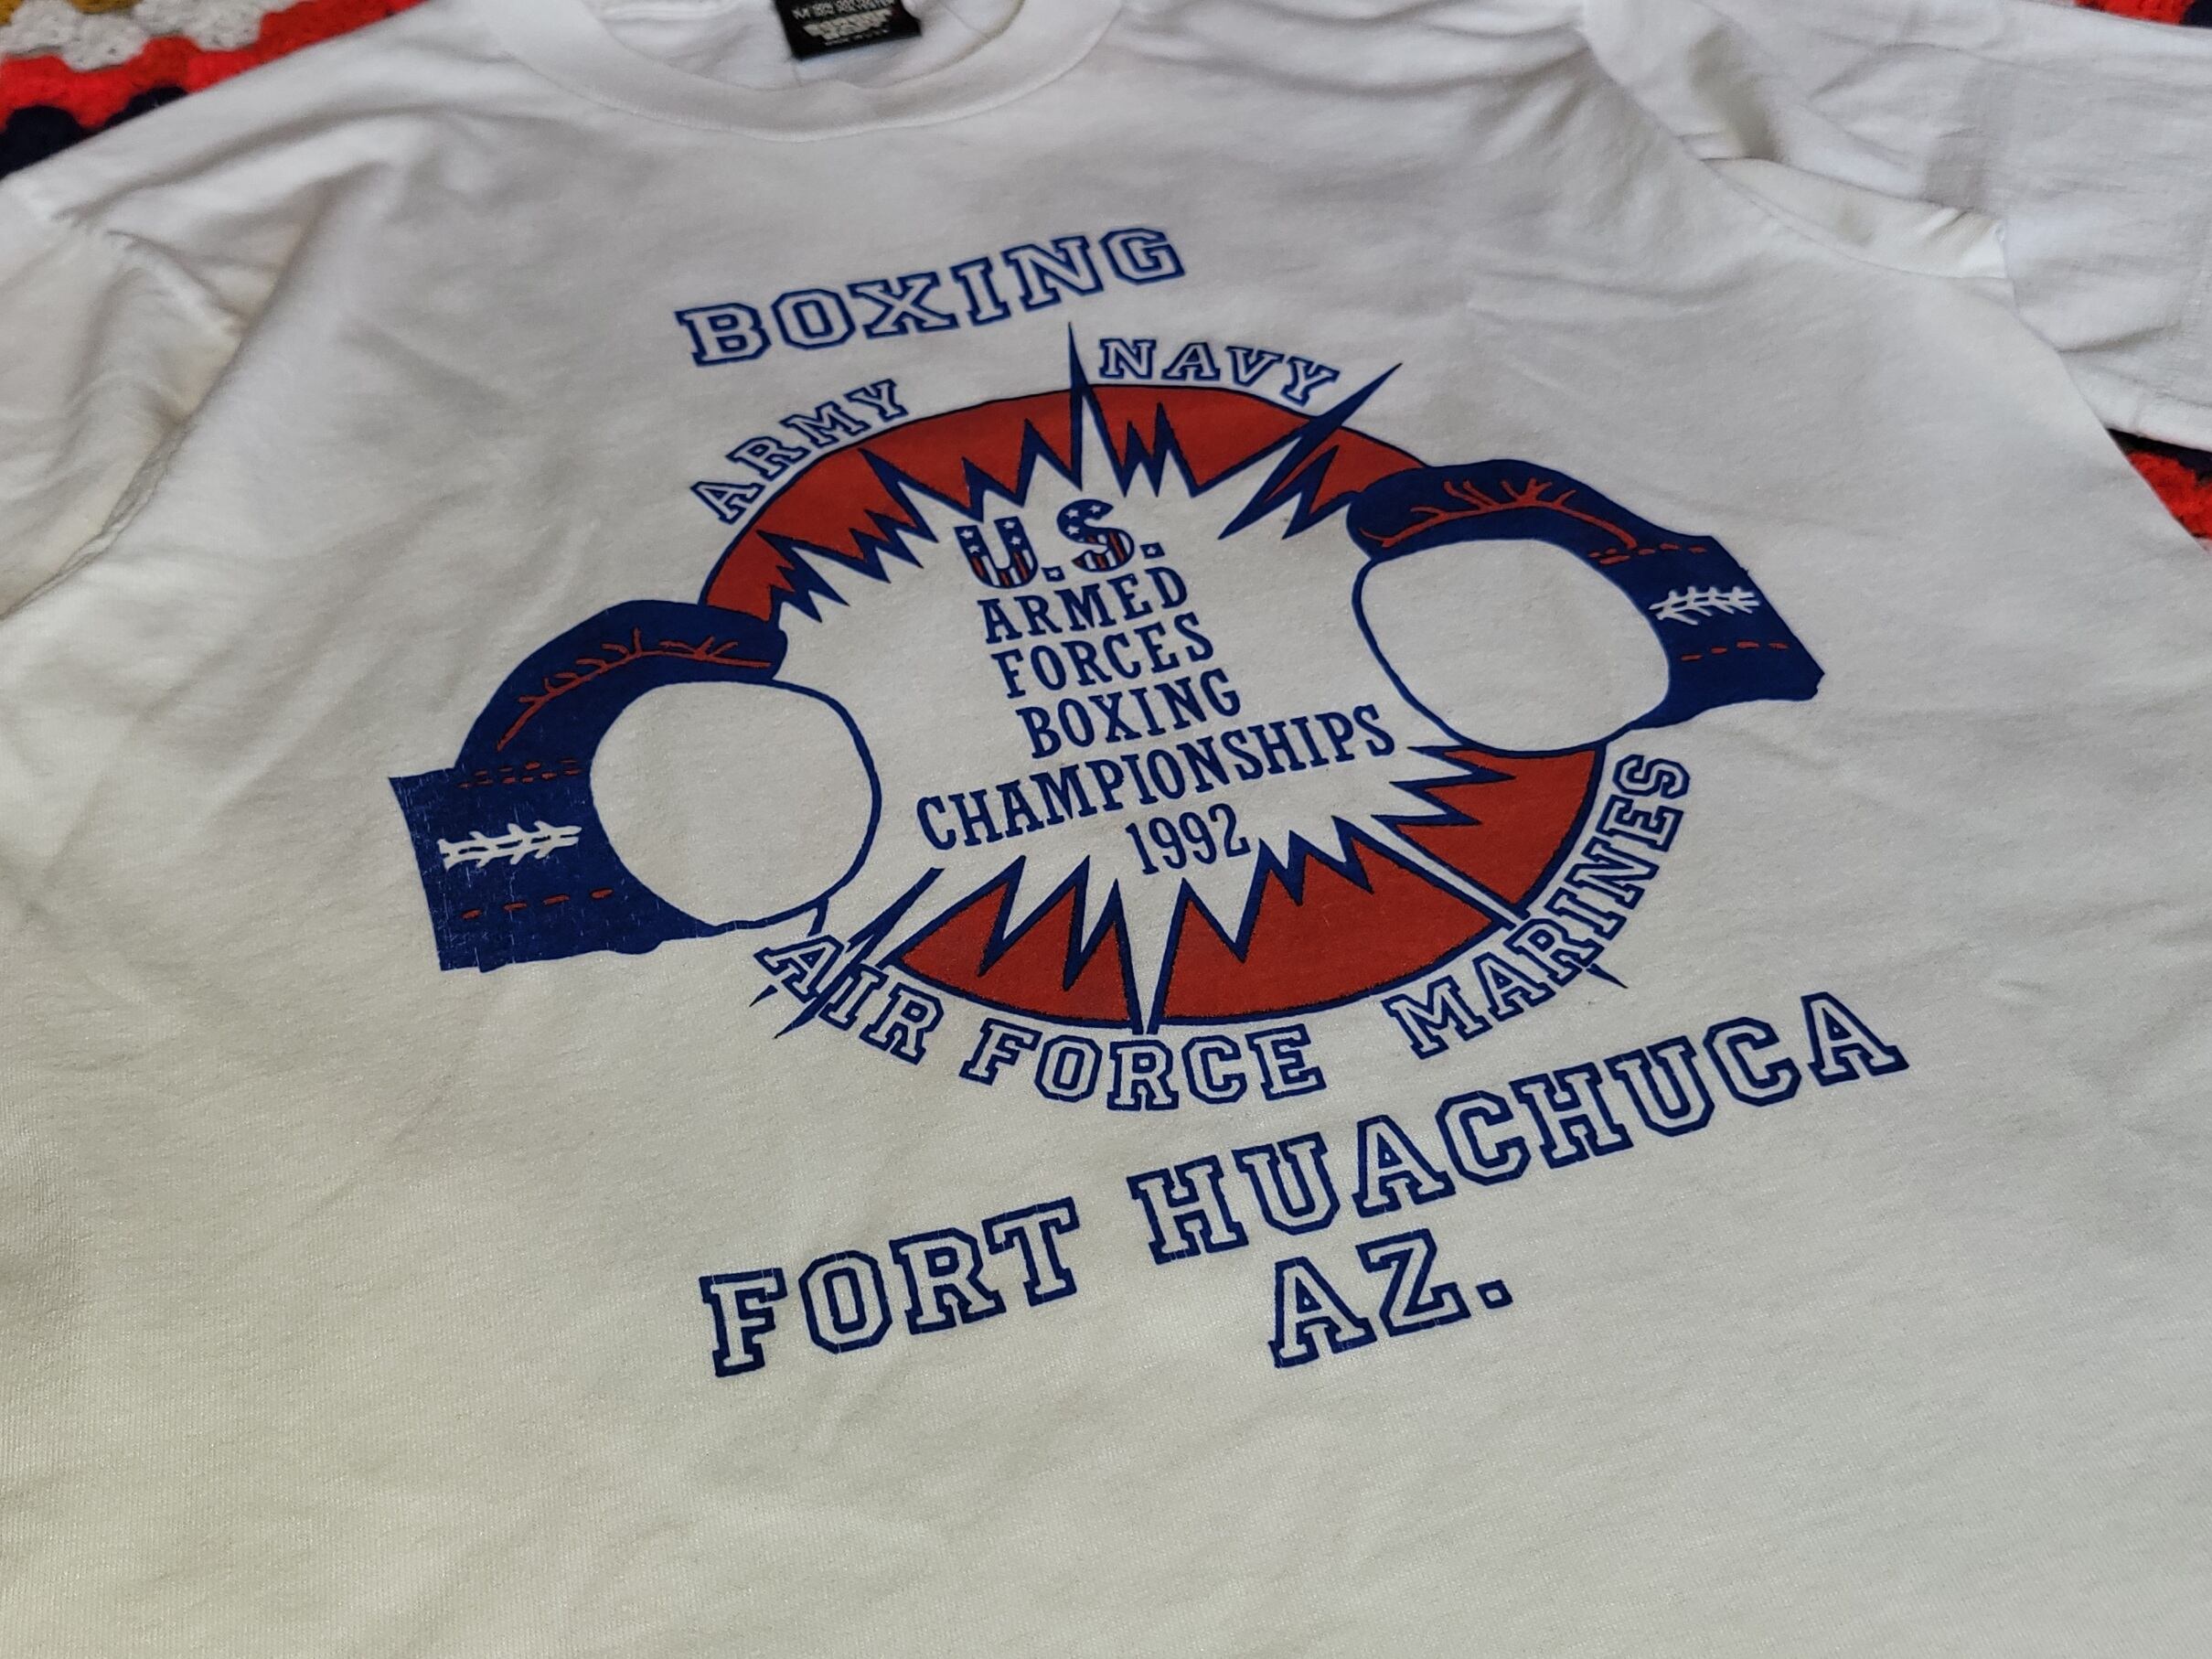 BOXING
ARMY NAVY
U.S.
ARMED
FORCES
BOXING
CHAMPIONSHIPS
1992
AIR FORCE MARINES
FORT HUACHUCA
AZ.